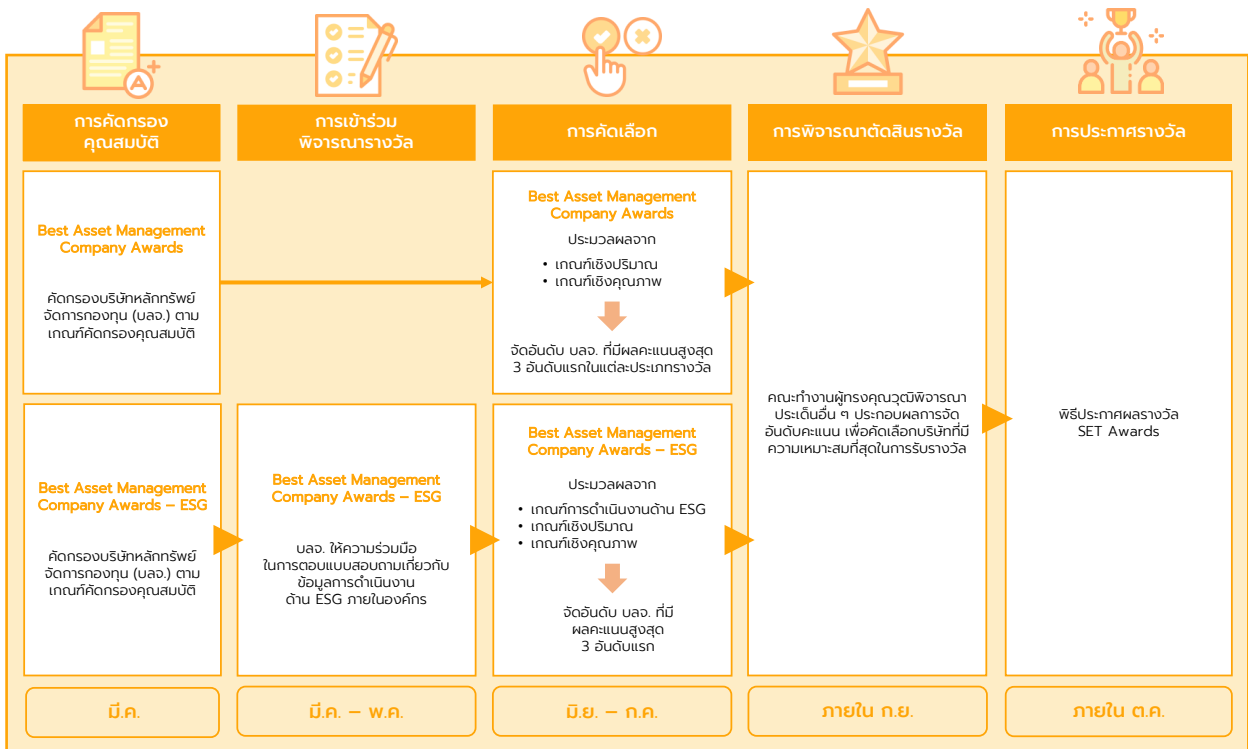 การคัดกรอง
คุณสมบัติ
การเข้าร่วม
พิจารณารางวัล
การคัดเลือก
การพิจารณาตัดสินรางวัล
การประกาศรางวัล
Best Asset Management
Company Awards
คัดกรองบริษัทหลักทรัพย์
จัดการกองทุน (บลจ.) ตาม
เกณฑ์คัดกรองคุณสมบัติ
Best Asset Management
Company Awards
ประมวลผลจาก
• เกณฑ์เชิงปริมาณ
• เกณฑ์เชิงคุณภาพ
จัดอันดับ บลจ. ที่มีผลคะแนนสูงสุด
3 อันดับแรกในแต่ละประเภทรางวัล
Best Asset Management
Company Awards – ESG
คัดกรองบริษัทหลักทรัพย์
จัดการกองทุน (บลจ.) ตาม
เกณฑ์คัดกรองคุณสมบัติ
Best Asset Management
Company Awards – ESG
บลจ. ให้ความร่วมมือ
ในการตอบแบบสอบถามเกี่ยวกับ
ข้อมูลการดำเนินงาน
ด้าน ESG ภายในองค์กร
Best Asset Management
Company Awards – ESG
ประมวลผลจาก
• เกณฑ์การดำเนินงานด้าน ESG
• เกณฑ์เชิงปริมาณ
• เกณฑ์เชิงคุณภาพ
จัดอันดับ บลจ. ที่มี
ผลคะแนนสูงสุด
3 อันดับแรก
คณะทำงานผู้ทรงคุณวุฒิพิจารณา
ประเด็นอื่น ๆ ประกอบผลการจัด
อันดับคะแนน เพื่อคัดเลือกบริษัทที่มี
ความเหมาะสมที่สุดในการรับรางวัล
พิธีประกาศผลรางวัล
SET Awards
มี.ค.
มี.ค. – พ.ค.
มิ.ย. – ก.ค.
ภายใน ก.ย.
ภายใน ต.ค.